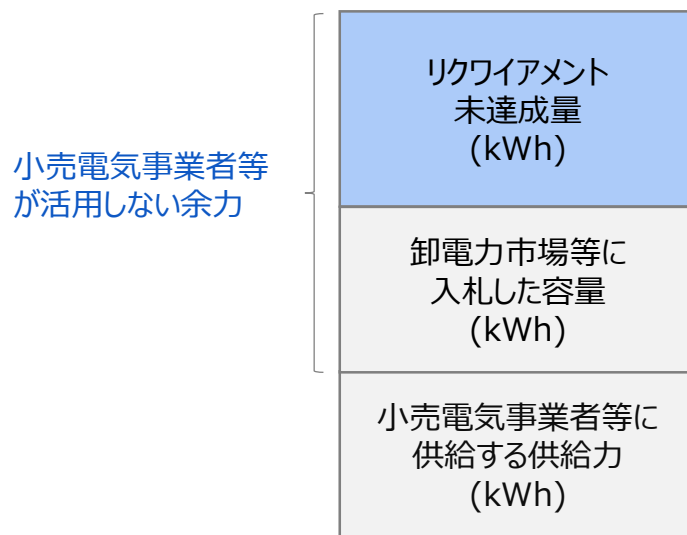 リクワイアメント
未達成量
(kWh)
小売電気事業者等
が活用しない余力
卸電力市場等に
入札した容量
(kWh)
小売電気事業者等に
供給する供給力
(kWh)